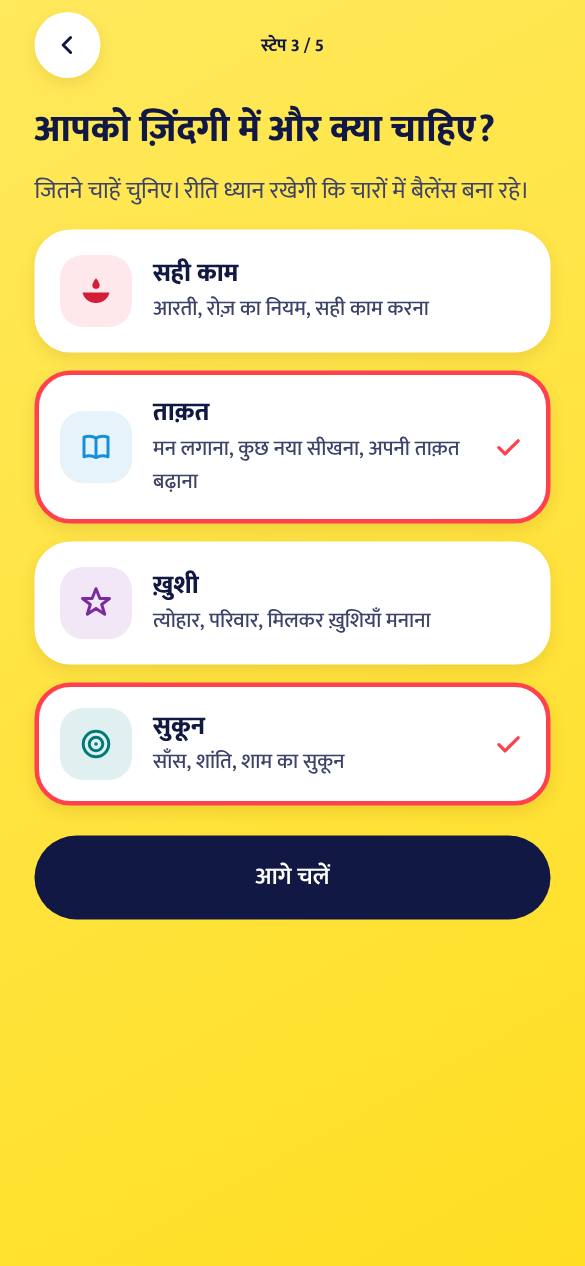 स्टेप 3 / 5
आपको ज़िंदगी में और क्या चाहिए?
जितने चाहें चुनिए। रीति ध्यान रखेगी कि चारों में बैलेंस बना रहे।
सही काम
आरती, रोज़ का नियम, सही काम करना
ताक़त
मन लगाना, कुछ नया सीखना, अपनी ताक़त
बढ़ाना
ख़ुशी
त्योहार, परिवार, मिलकर ख़ुशियाँ मनाना
सुकून
साँस, शांति, शाम का सुकून
आगे चलें